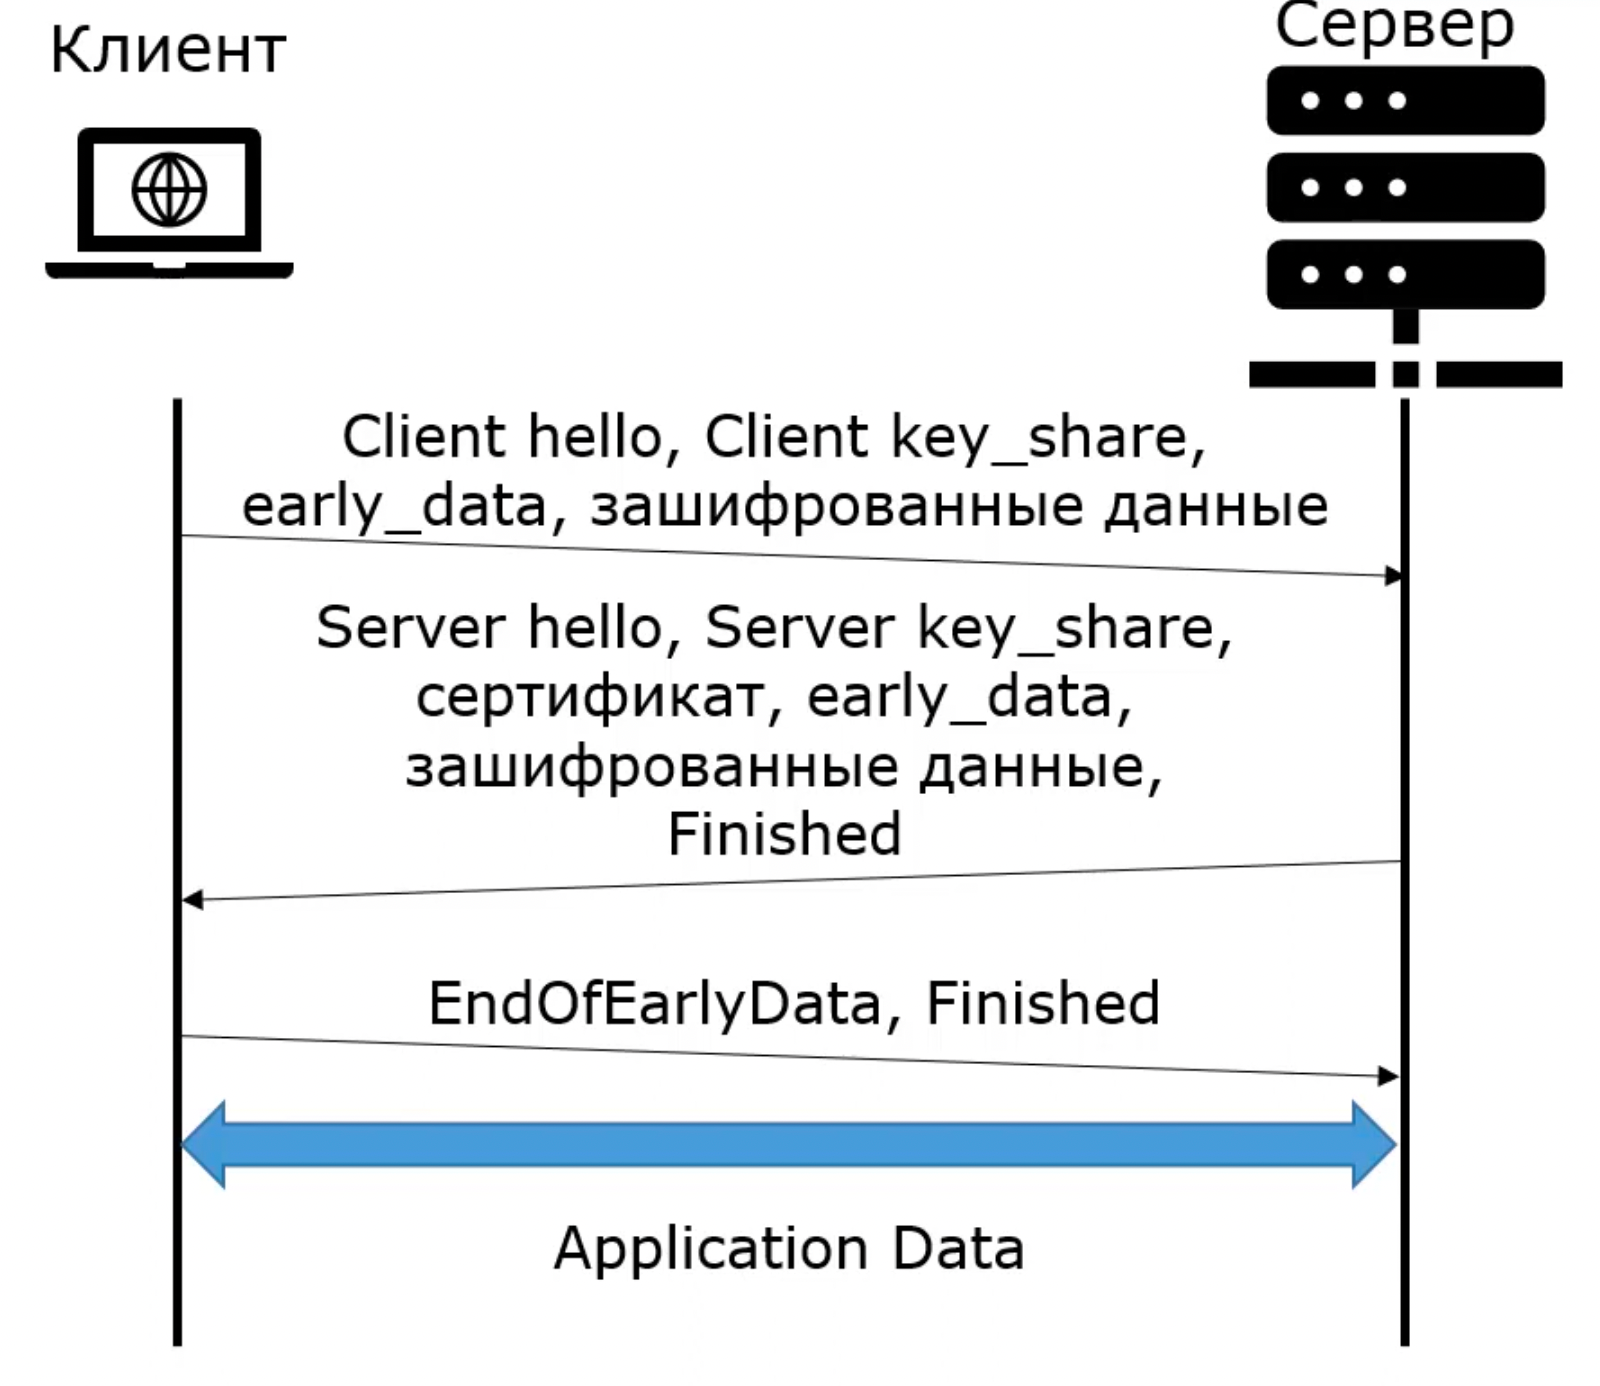 Клиент
Сервер
Client hello, Client key_share,
early_data, зашифрованные данные
Server hello, Server key_share,
сертификат, early_data,
зашифрованные данные,
Finished
EndOfEarlyData, Finished
Application Data